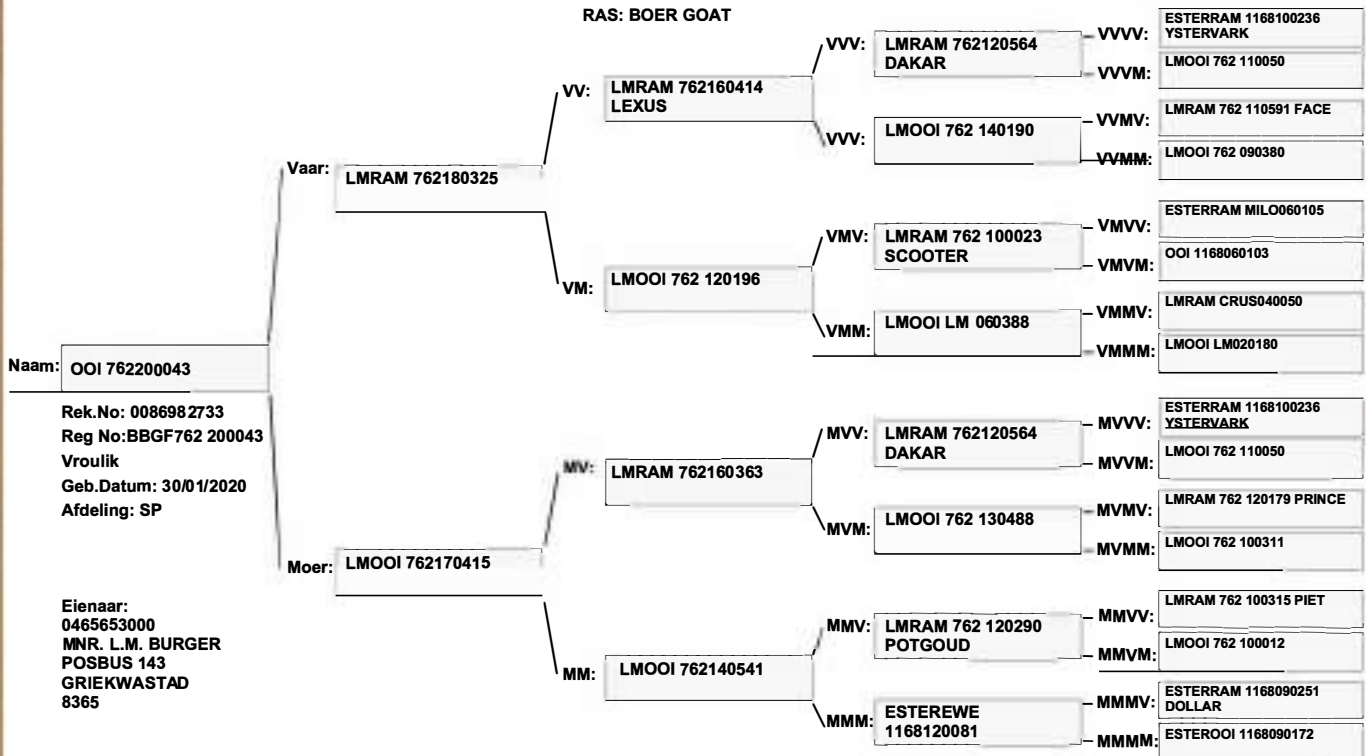 RAS: BOER GOAT
Naam: OOI 762200043
Rek.No: 0086982733
Reg No:BBGF762 200043
Vroulik
Geb.Datum: 30/01/2020
Afdeling: SP
Eienaar:
0465653000
MNR. L.M. BURGER
POSBUS 143
GRIEKWASTAD
8365
Vaar: LMRAM 762180325
Moer: LMOOI 762170415
VV: LMRAM 762160414
LEXUS
VM: LMOOI 762 120196
MV: LMRAM 762160363
MM: LMOOI 762140541
VVV: LMRAM 762120564
DAKAR
VVV: LMOOI 762 140190
VMV: LMRAM 762 100023
SCOOTER
VMM: LMOOI LM 060388
MVV: LMRAM 762120564
DAKAR
MVM: LMOOI 762 130488
MMV: LMRAM 762 120290
POTGOUD
MMM: ESTEREWE
1168120081
VVVV: ESTERRAM 1168100236
YSTERVARK
VVVM: LMOOI 762 110050
VVMV: LMRAM 762 110591 FACE
VVMM: LMOOI 762 090380
VMVV: ESTERRAM MILO060105
VMVM: OOI 1168060103
VMMV: LMRAM CRUS040050
VMMM: LMOOI LM020180
MVVV: ESTERRAM 1168100236
YSTERVARK
MVVM: LMOOI 762 110050
MVMV: LMRAM 762 120179 PRINCE
MVMM: LMOOI 762 100311
MMVV: LMRAM 762 100315 PIET
MMVM: LMOOI 762 100012
MMMV: ESTERRAM 1168090251
DOLLAR
MMMM: ESTEROOI 1168090172